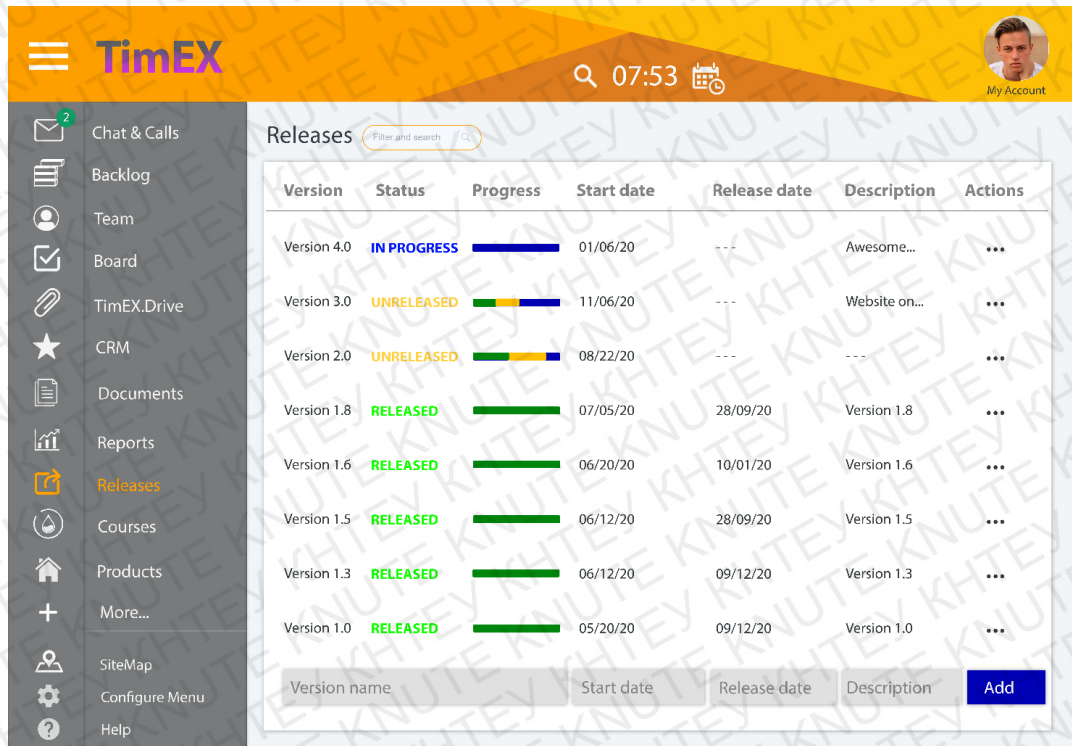 TimEX
07:53
My Account
2
Chat & Calls
Backlog
Team
Board
TimEX.Drive
CRM
Documents
Reports
Releases
Courses
Products
More...
SiteMap
Configure Menu
Help
Releases
Filter and search
Version Status Progress Start date Release date Description Actions
Version 4.0 IN PROGRESS 01/06/20 --- Awesome... ...
Version 3.0 UNRELEASED 11/06/20 --- Website on... ...
Version 2.0 UNRELEASED 08/22/20 --- --- ...
Version 1.8 RELEASED 07/05/20 28/09/20 Version 1.8 ...
Version 1.6 RELEASED 06/20/20 10/01/20 Version 1.6 ...
Version 1.5 RELEASED 06/12/20 28/09/20 Version 1.5 ...
Version 1.3 RELEASED 06/12/20 09/12/20 Version 1.3 ...
Version 1.0 RELEASED 05/20/20 09/12/20 Version 1.0 ...
Version name Start date Release date Description Add
KHTEY KNUTE KHTEY KNUTE